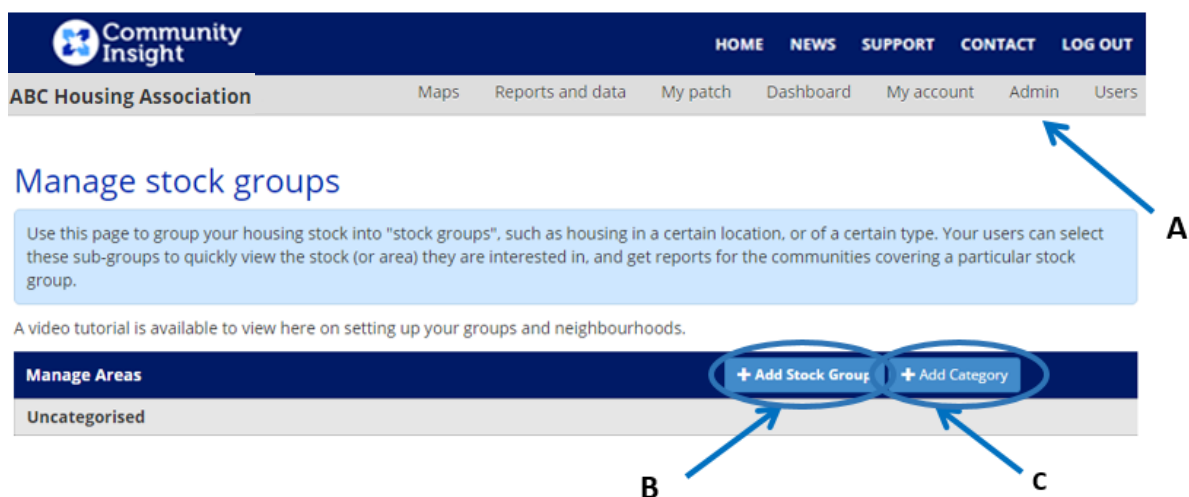 Community
Insight
HOME NEWS SUPPORT CONTACT LOG OUT
ABC Housing Association
Maps Reports and data My patch Dashboard My account Admin Users
A
Manage stock groups
Use this page to group your housing stock into "stock groups", such as housing in a certain location, or of a certain type. Your users can select
these sub-groups to quickly view the stock (or area) they are interested in, and get reports for the communities covering a particular stock
group.
A video tutorial is available to view here on setting up your groups and neighbourhoods.
Manage Areas
+ Add Stock Group
+ Add Category
Uncategorised
B
C